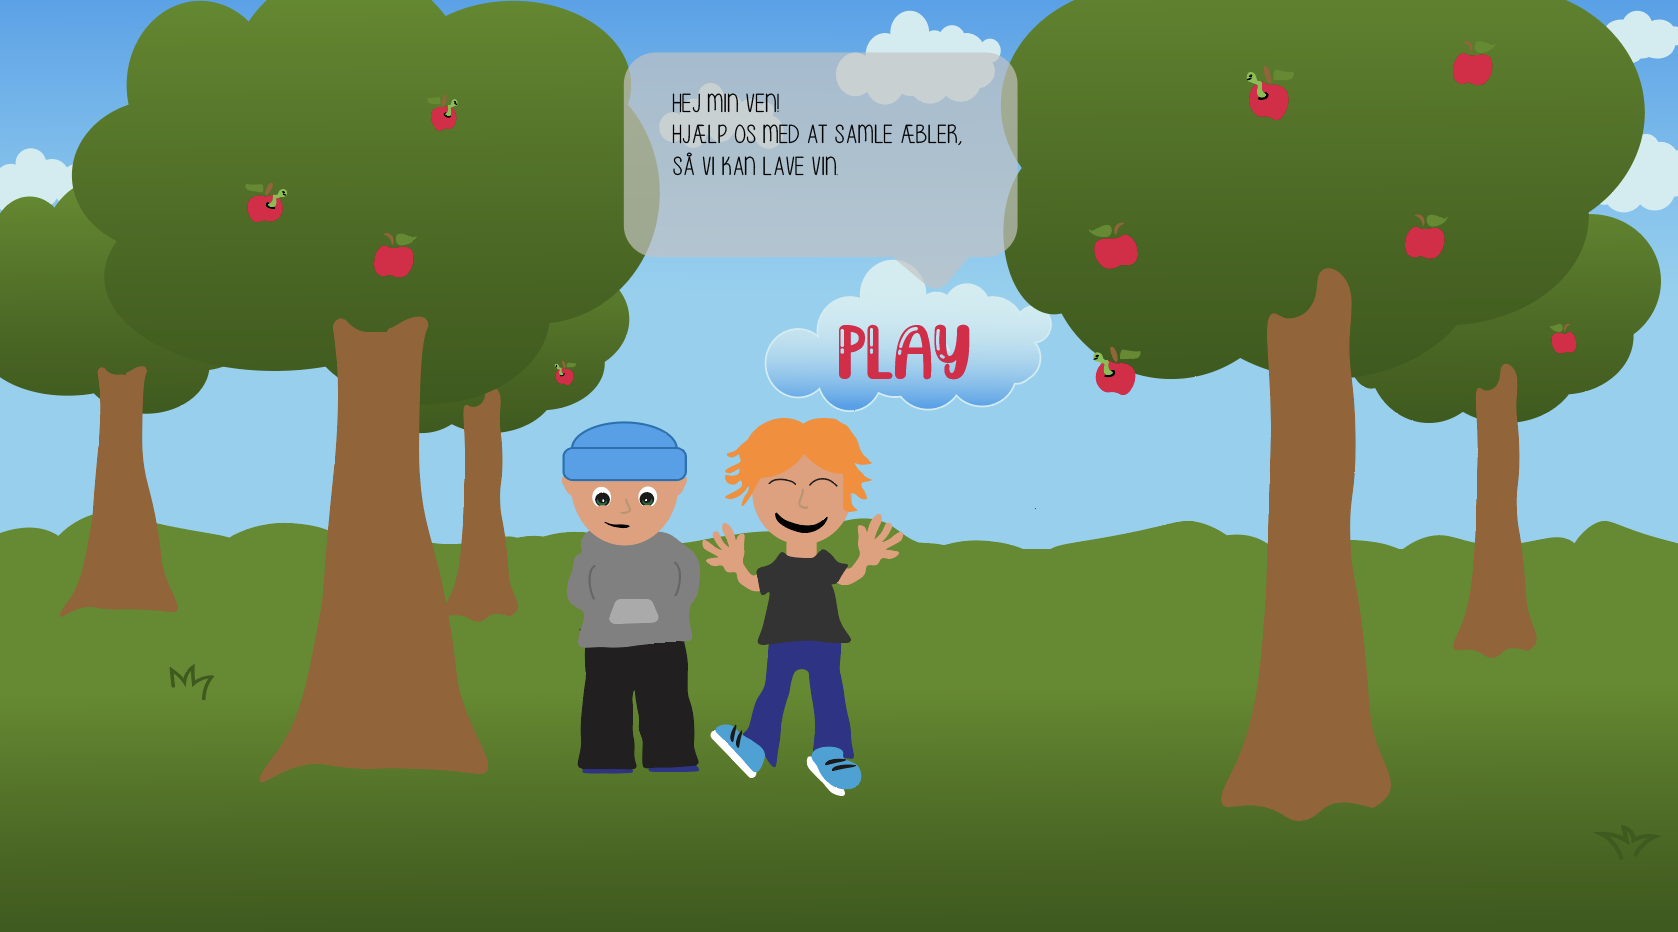 HEJ MIN VEN!
HJÆLP OS MED AT SAMLE ÆBLER,
SÅ VI KAN LAVE VIN.
PLAY